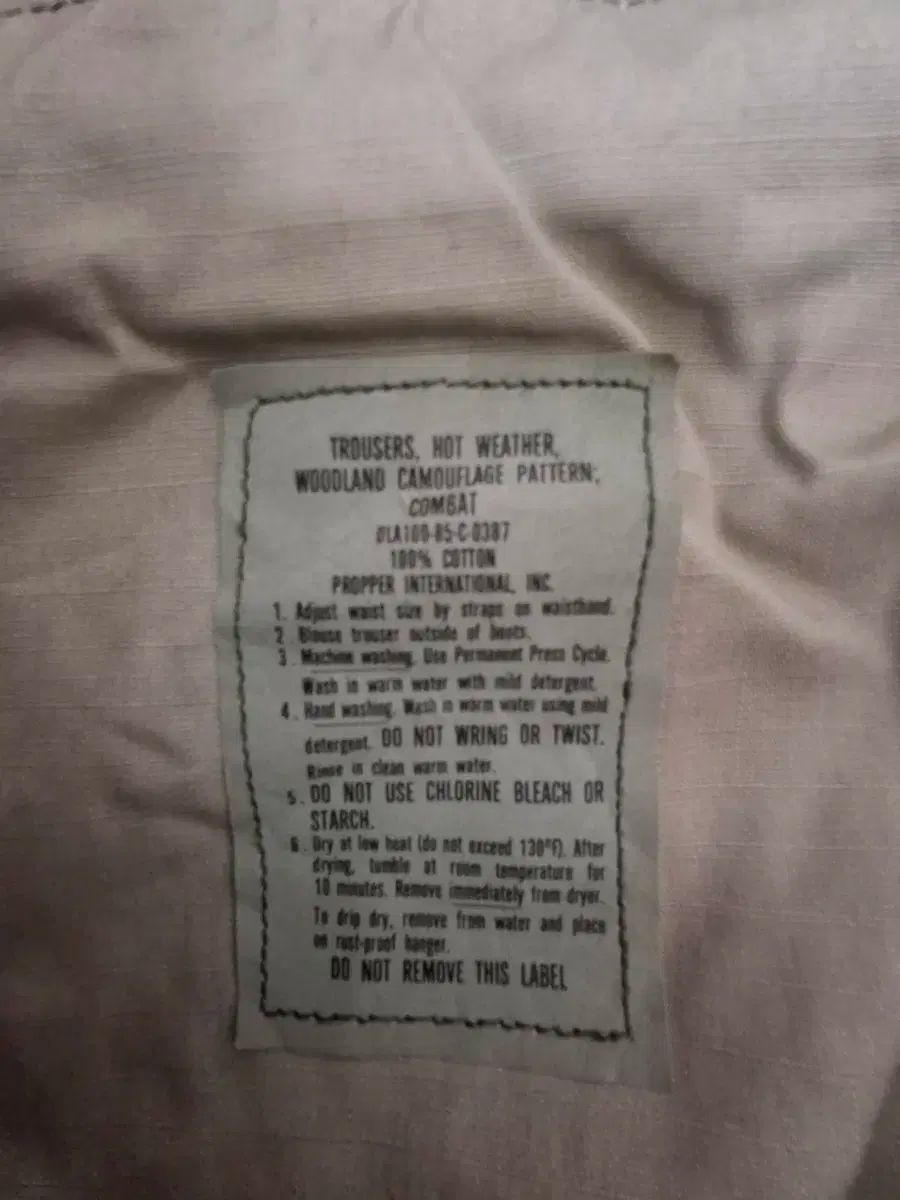 TROUSERS, HOT WEATHER,
WOODLAND CAMOUFLAGE PATTERN;
COMBAT
DLA100-85-C-0387
100% COTTON
PROPPER INTERNATIONAL, INC.
1. Adjust waist size by straps on waistband.
2. Blouse trouser outside of boots.
3. Machine washing. Use Permanent Press Cycle.
Wash in warm water with mild detergent.
4. Hand washing. Wash in warm water using mild
detergent. DO NOT WRING OR TWIST.
Rinse in clean warm water.
5. DO NOT USE CHLORINE BLEACH OR
STARCH.
6. Dry at low heat (do not exceed 130°F). After
drying, tumble at room temperature for
10 minutes. Remove immediately from dryer.
To drip dry, remove from water and place
on rust-proof hanger.
DO NOT REMOVE THIS LABEL